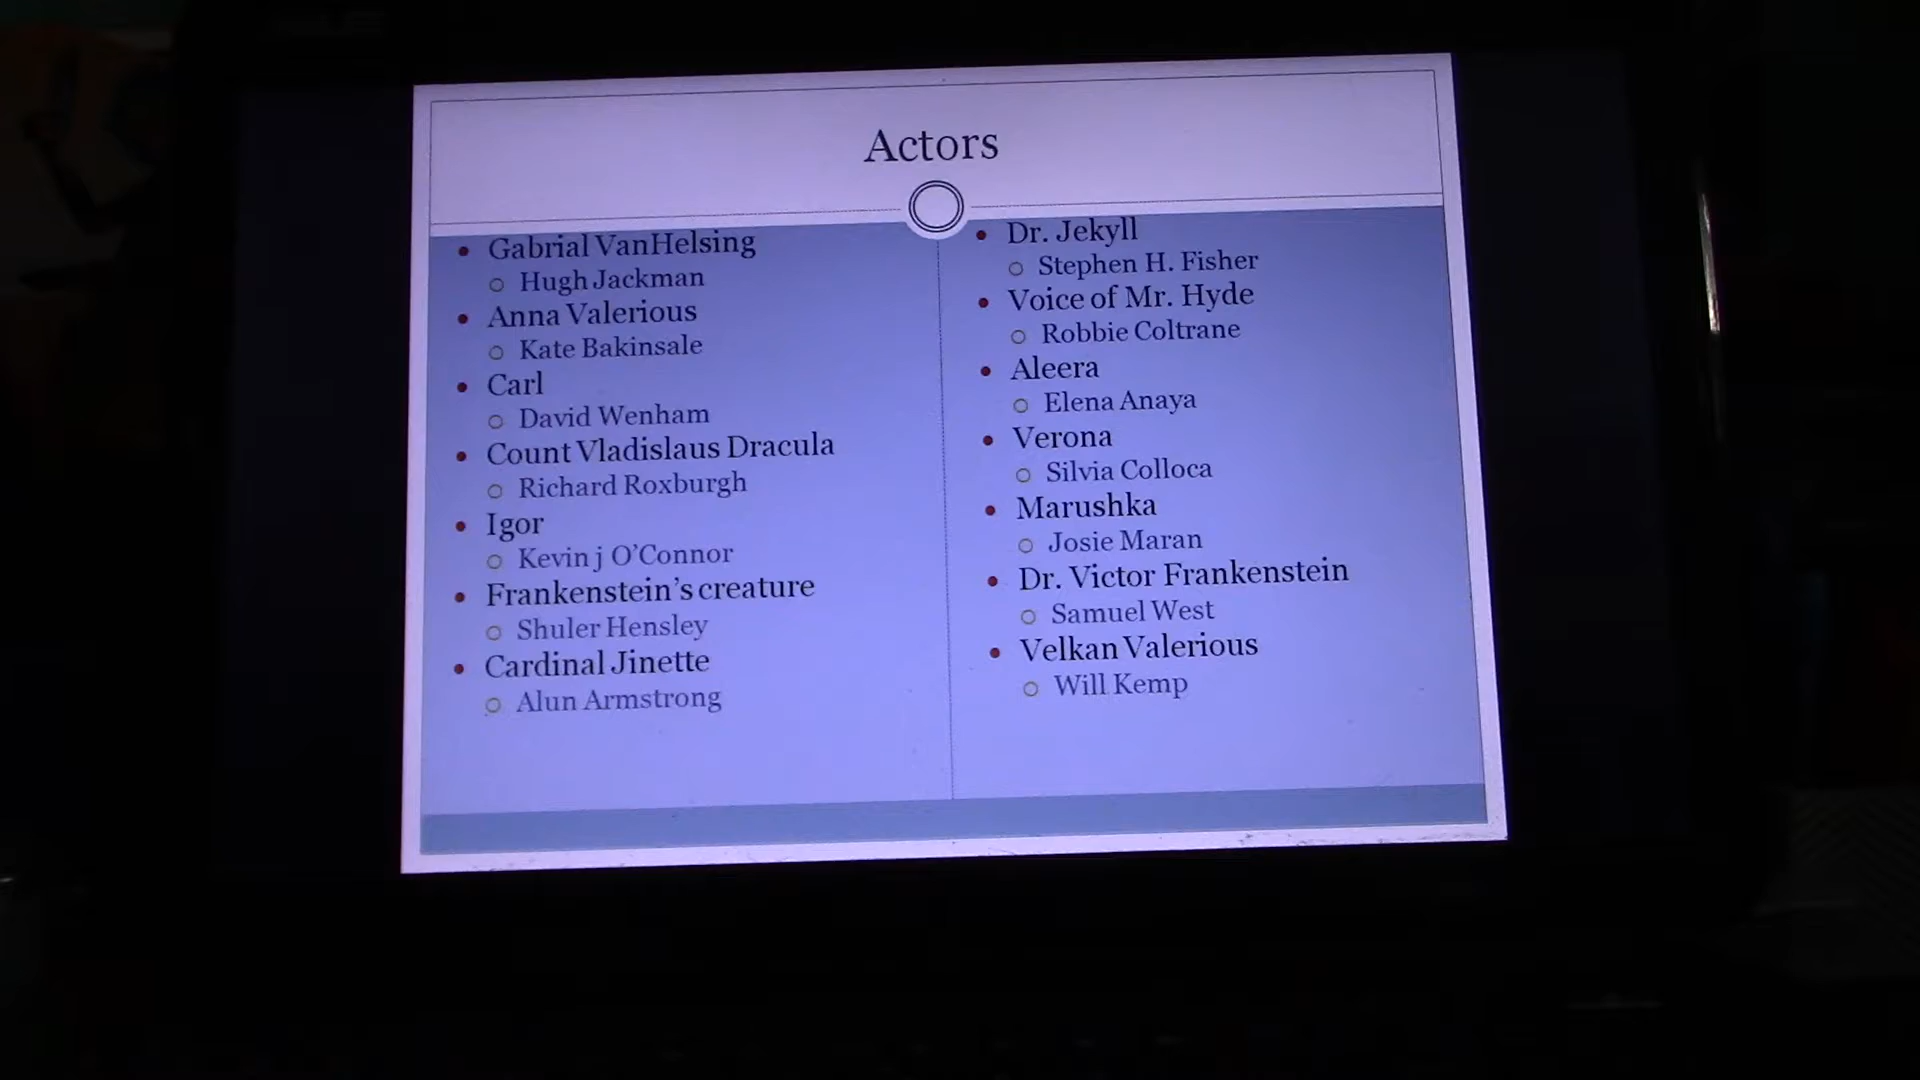 Actors
Gabrial VanHelsing
Hugh Jackman
Anna Valerious
Kate Bakinsale
Carl
David Wenham
Count Vladislaus Dracula
Richard Roxburgh
Igor
Kevin j O’Connor
Frankenstein’s creature
Shuler Hensley
Cardinal Jinette
Alun Armstrong
Dr. Jekyll
Stephen H. Fisher
Voice of Mr. Hyde
Robbie Coltrane
Aleera
Elena Anaya
Verona
Silvia Colloca
Marushka
Josie Maran
Dr. Victor Frankenstein
Samuel West
Velkan Valerious
Will Kemp